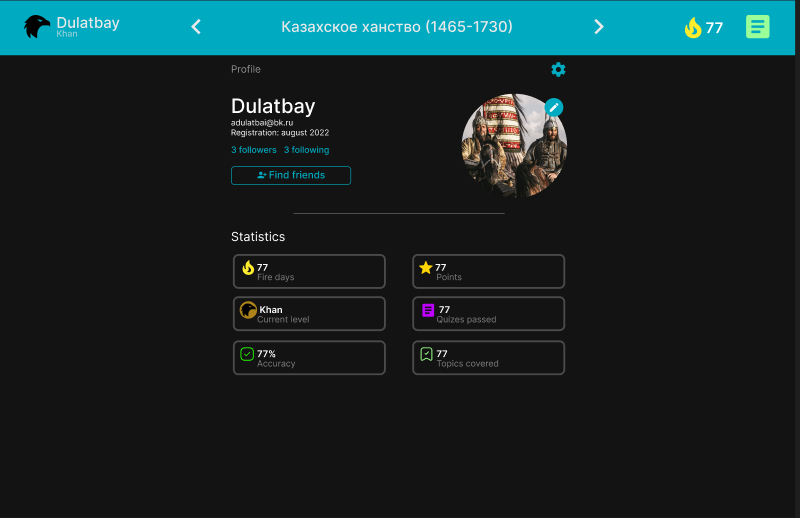 Dulatbay
Khan
Казахское ханство (1465-1730)
77
Profile
Dulatbay
adulatbai@bk.ru
Registration: august 2022
3 followers 3 following
Find friends
Statistics
77
Fire days
77
Points
Khan
Current level
77
Quizes passed
77%
Accuracy
77
Topics covered